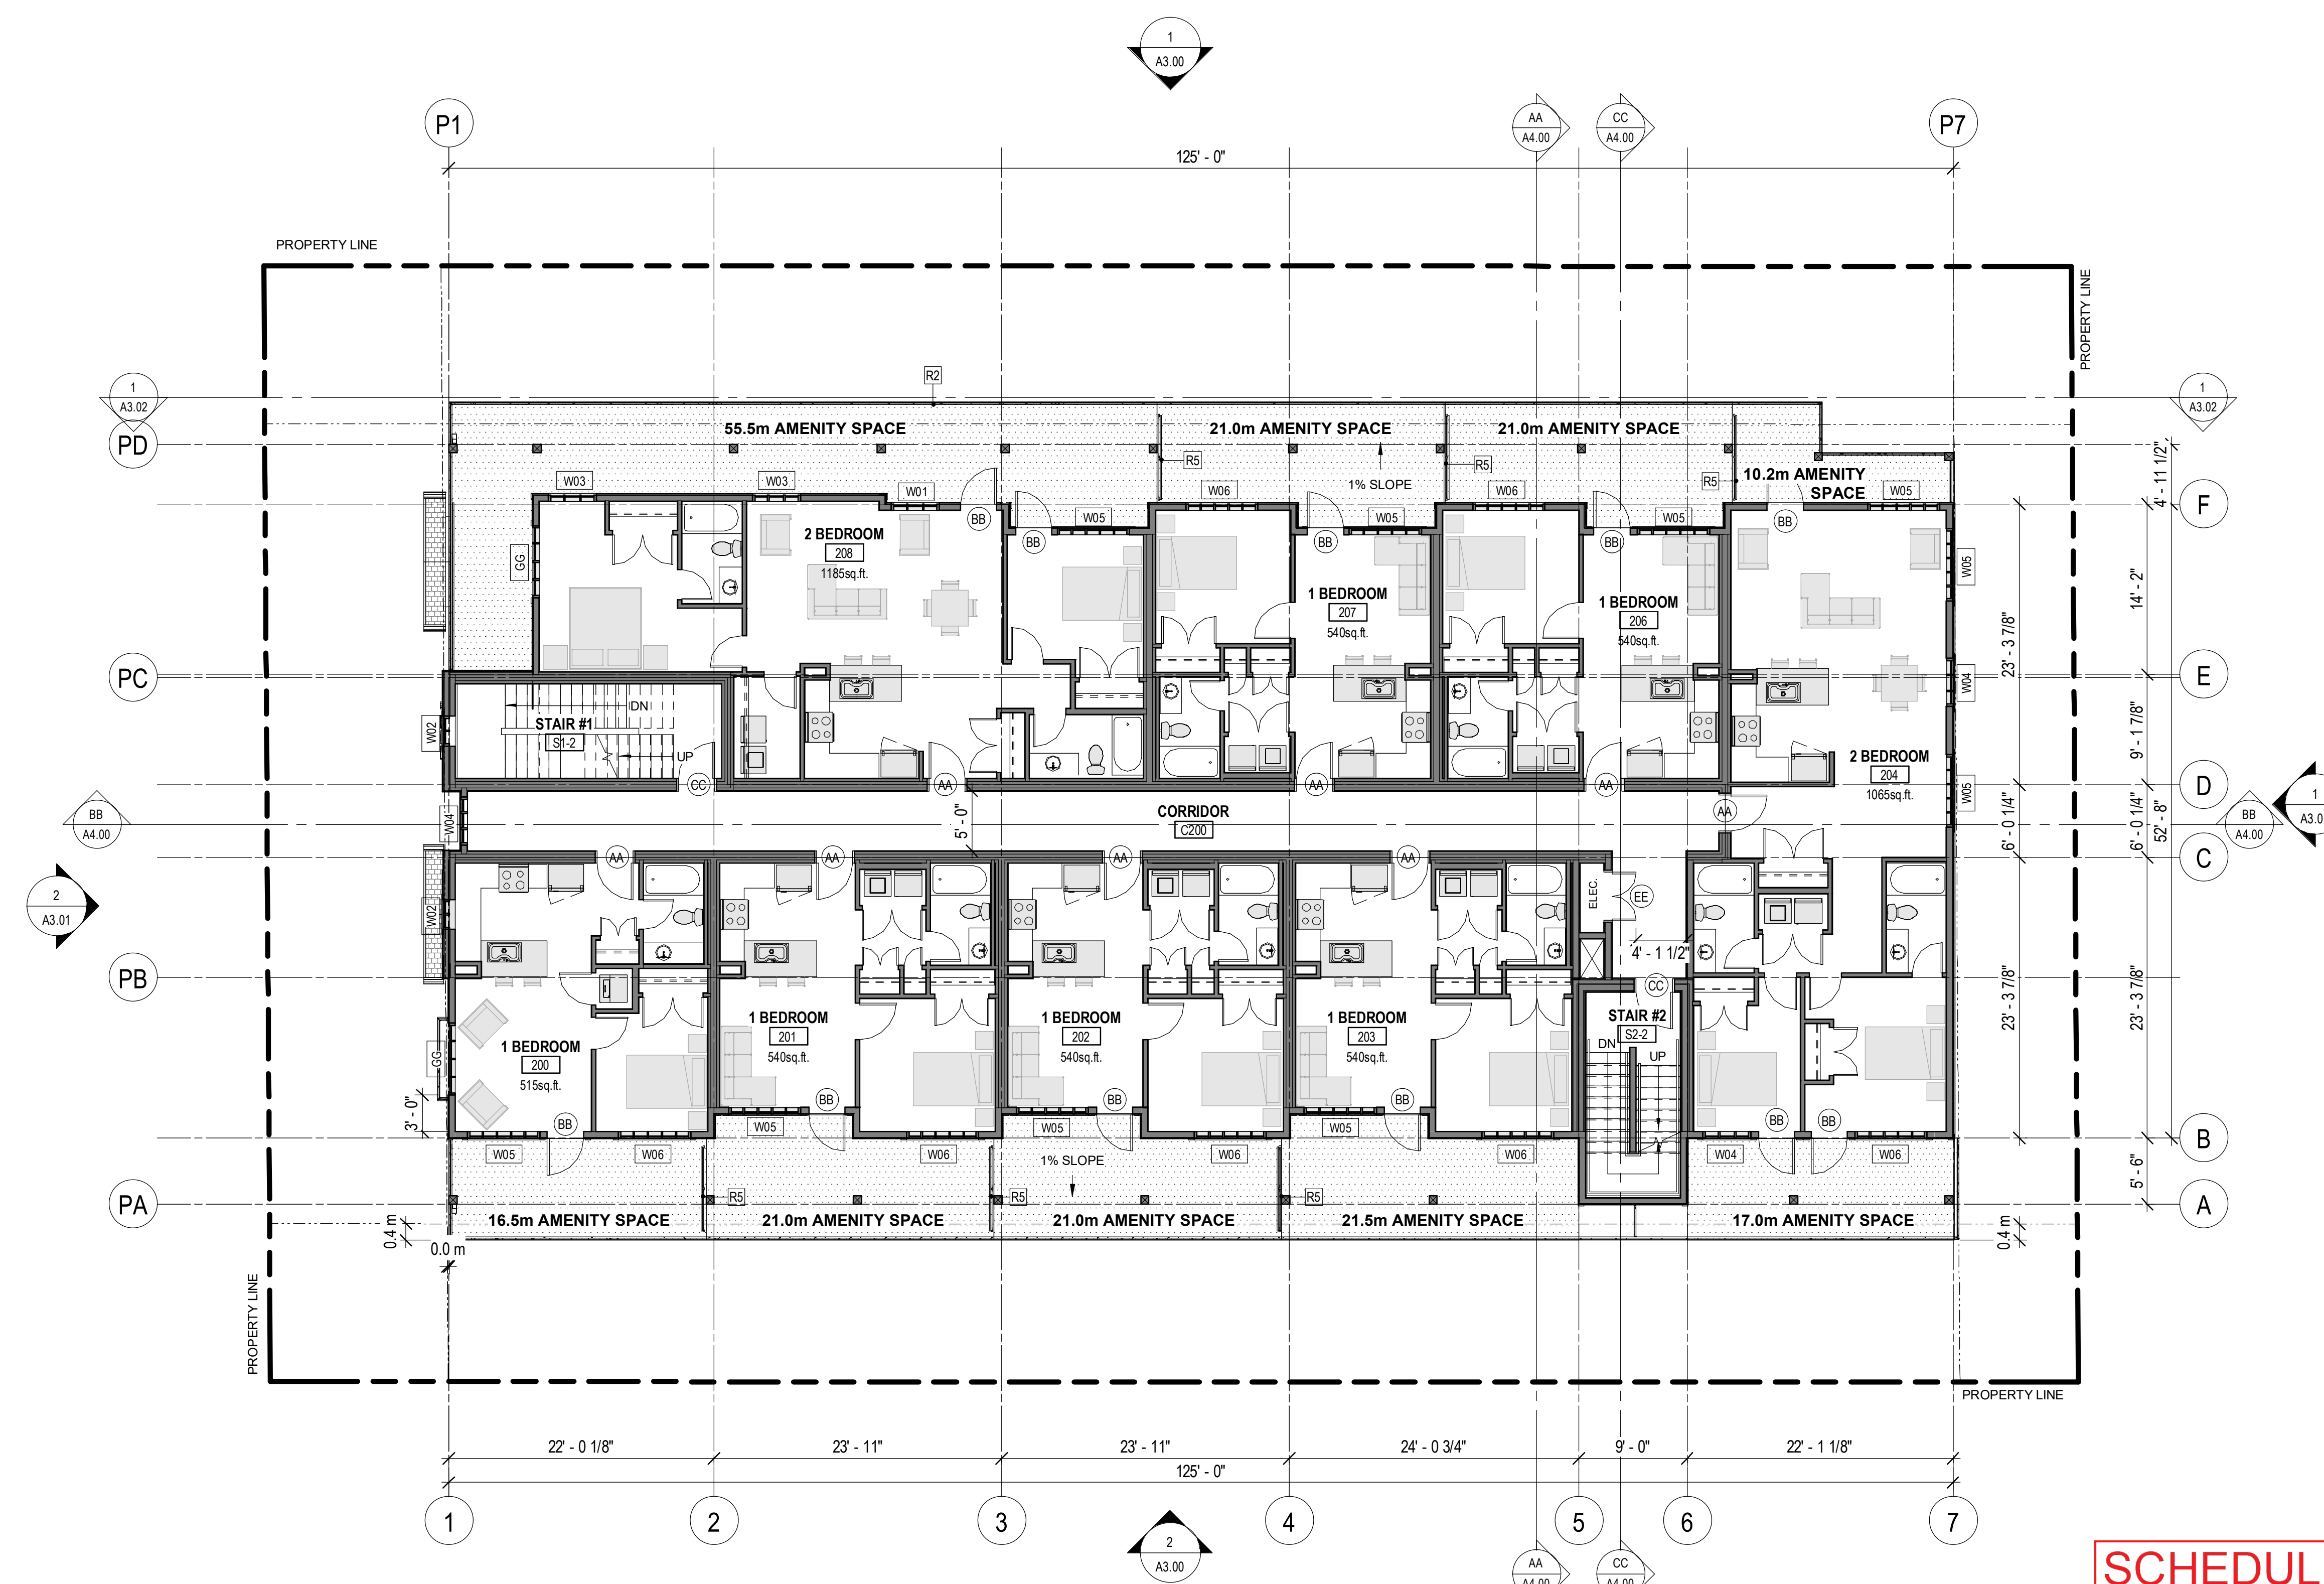 1
A3.00
P1
AA
A4.00
CC
A4.00
P7
125' - 0"
PROPERTY LINE
PROPERTY LINE
R2
1
A3.02
1
A3.02
PD
55.5m AMENITY SPACE
21.0m AMENITY SPACE
21.0m AMENITY SPACE
4' - 11 1/2"
R5
R5
1% SLOPE
R5
10.2m AMENITY
SPACE
W03
W03
W01
W06
W06
W05
F
BB
W05
W05
W05
BB
BB
BB
BB
2 BEDROOM
208
1185sq.ft.
GG
W05
14' - 2"
1 BEDROOM
207
540sq.ft.
1 BEDROOM
206
540sq.ft.
23' - 3 7/8"
PC
E
W04
DN
STAIR #1
S1-2
UP
W02
9' - 1 7/8"
2 BEDROOM
204
1065sq.ft.
CC
AA
AA
AA
D
W05
BB
A4.00
W04
5' - 0"
CORRIDOR
C200
AA
6' - 0 1/4"
6' - 0 1/4"
52' - 8"
BB
A4.00
1
AA
AA
AA
AA
C
2
A3.01
W02
ELEC.
EE
4' - 1 1/2"
PB
CC
1 BEDROOM
200
515sq.ft.
1 BEDROOM
201
540sq.ft.
1 BEDROOM
202
540sq.ft.
1 BEDROOM
203
540sq.ft.
STAIR #2
S2-2
DN
UP
23' - 3 7/8"
23' - 3 7/8"
GG
3' - 0"
BB
BB
BB
BB
BB
BB
W05
W06
W05
W06
W05
W06
W05
W06
W04
W06
B
1% SLOPE
R5
R5
R5
5' - 6"
PA
A
16.5m AMENITY SPACE
21.0m AMENITY SPACE
21.0m AMENITY SPACE
21.5m AMENITY SPACE
17.0m AMENITY SPACE
0.4 m
0.0 m
0.4 m
PROPERTY LINE
PROPERTY LINE
22' - 0 1/8"
23' - 11"
23' - 11"
24' - 0 3/4"
9' - 0"
22' - 1 1/8"
125' - 0"
1
2
3
4
5
6
7
2
A3.00
AA
CC
SCHEDUL